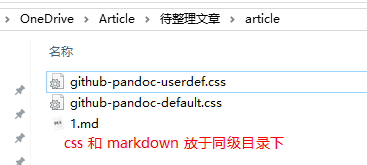 OneDrive > Article > 待整理文章 > article
名称
github-pandoc-userdef.css
github-pandoc-default.css
1.md
css 和 markdown 放于同级目录下